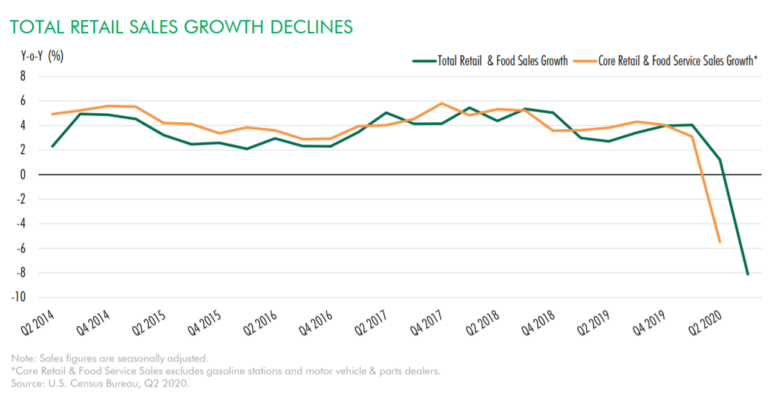 TOTAL RETAIL SALES GROWTH DECLINES
Y-o-Y (%)
Total Retail & Food Sales Growth
Core Retail & Food Service Sales Growth*
8
6
4
2
0
-2
-4
-6
-8
-10
Q2 2014
Q4 2014
Q2 2015
Q4 2015
Q2 2016
Q4 2016
Q2 2017
Q4 2017
Q2 2018
Q4 2018
Q2 2019
Q4 2019
Q2 2020
Note: Sales figures are seasonally adjusted.
*Core Retail & Food Service Sales excludes gasoline stations and motor vehicle & parts dealers.
Source: U.S. Census Bureau, Q2 2020.